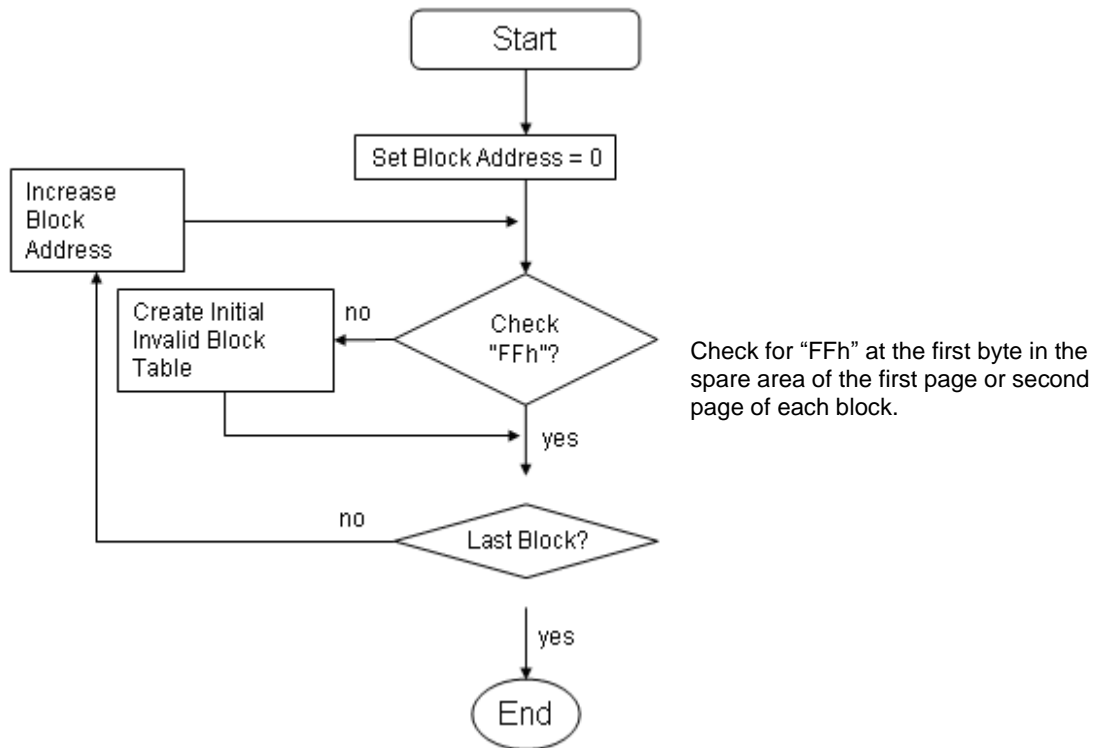 Start
Set Block Address = 0
Increase
Block
Address
Create Initial
Invalid Block
Table
no
Check
"FFh"?
Check for “FFh” at the first byte in the
spare area of the first page or second
page of each block.
yes
no
Last Block?
yes
End